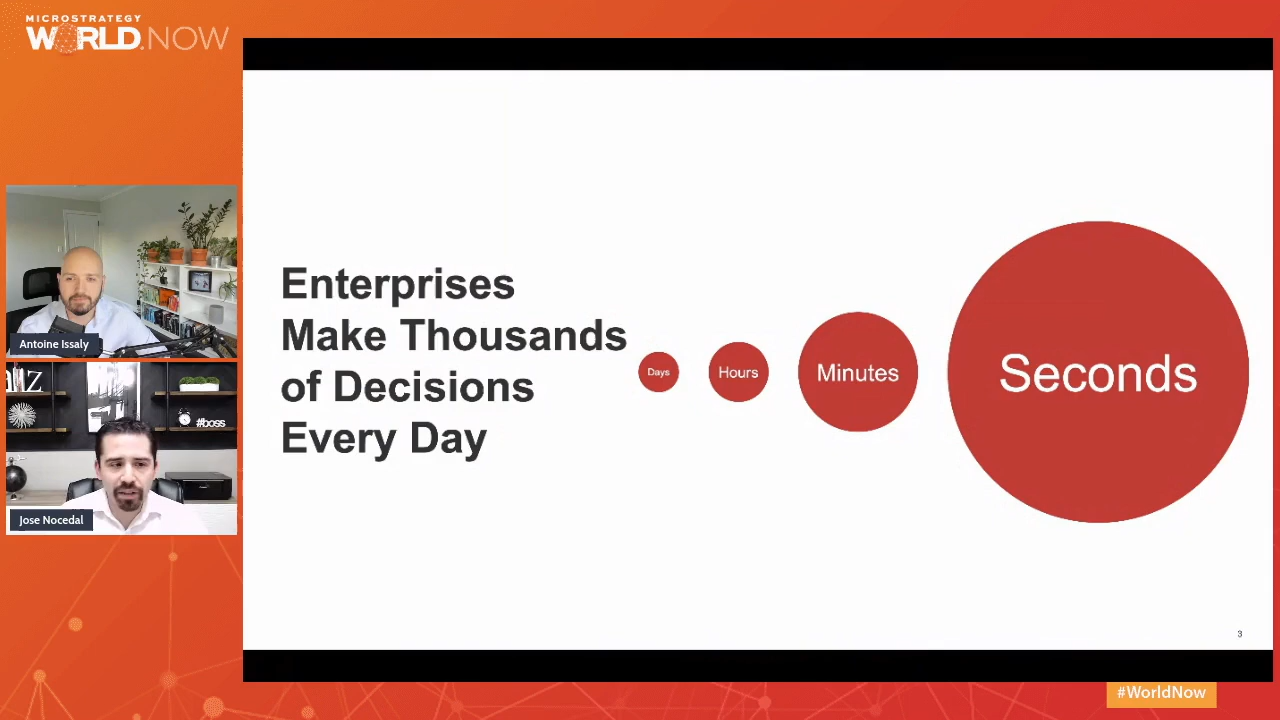 MICROSTRATEGY
WORLD.NOW
Enterprises
Make Thousands
of Decisions
Every Day
Days
Hours
Minutes
Seconds
Antoine Issaly
#boss
Jose Nocedal
3
#WorldNow